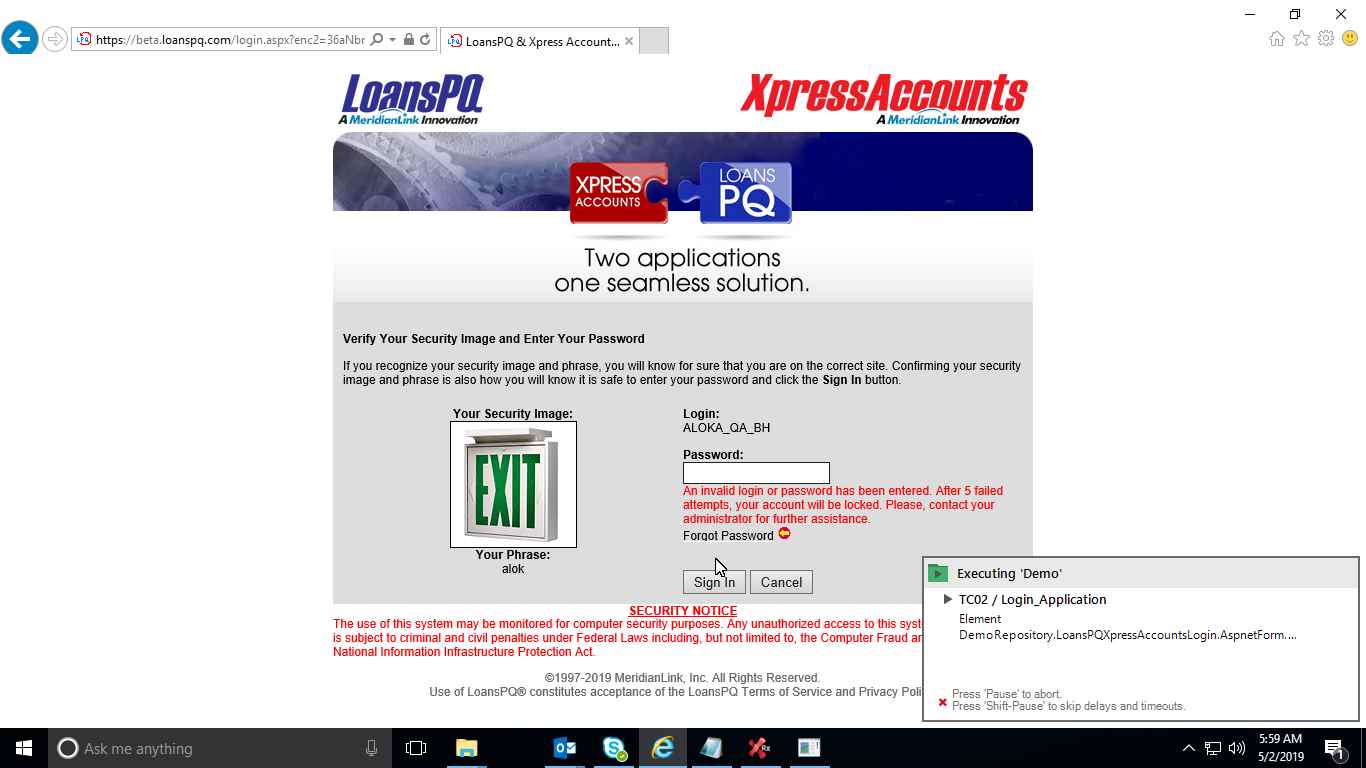 https://beta.loanspq.com/login.aspx?enc2=36aNbr
LoansPQ & Xpress Account...
LoansPQ
A MeridianLink Innovation
XpressAccounts
A MeridianLink Innovation
XPRESS
ACCOUNTS
LOANS
PQ
Two applications
one seamless solution.
Verify Your Security Image and Enter Your Password
If you recognize your security image and phrase, you will know for sure that you are on the correct site. Confirming your security
image and phrase is also how you will know it is safe to enter your password and click the Sign In button.
Your Security Image:
EXIT
Your Phrase:
alok
Login:
ALOKA_QA_BH
Password:
An invalid login or password has been entered. After 5 failed
attempts, your account will be locked. Please, contact your
administrator for further assistance.
Forgot Password
Sign In
Cancel
SECURITY NOTICE
The use of this system may be monitored for computer security purposes. Any unauthorized access to this syst
is subject to criminal and civil penalties under Federal Laws including, but not limited to, the Computer Fraud an
National Information Infrastructure Protection Act.
©1997-2019 MeridianLink, Inc. All Rights Reserved.
Use of LoansPQ® constitutes acceptance of the LoansPQ Terms of Service and Privacy Poli
Executing 'Demo'
TC02 / Login_Application
Element
DemoRepository.LoansPQXpressAccountsLogin.AspnetForm....
Press 'Pause' to abort.
Press 'Shift-Pause' to skip delays and timeouts.
Ask me anything
5:59 AM
5/2/2019
1